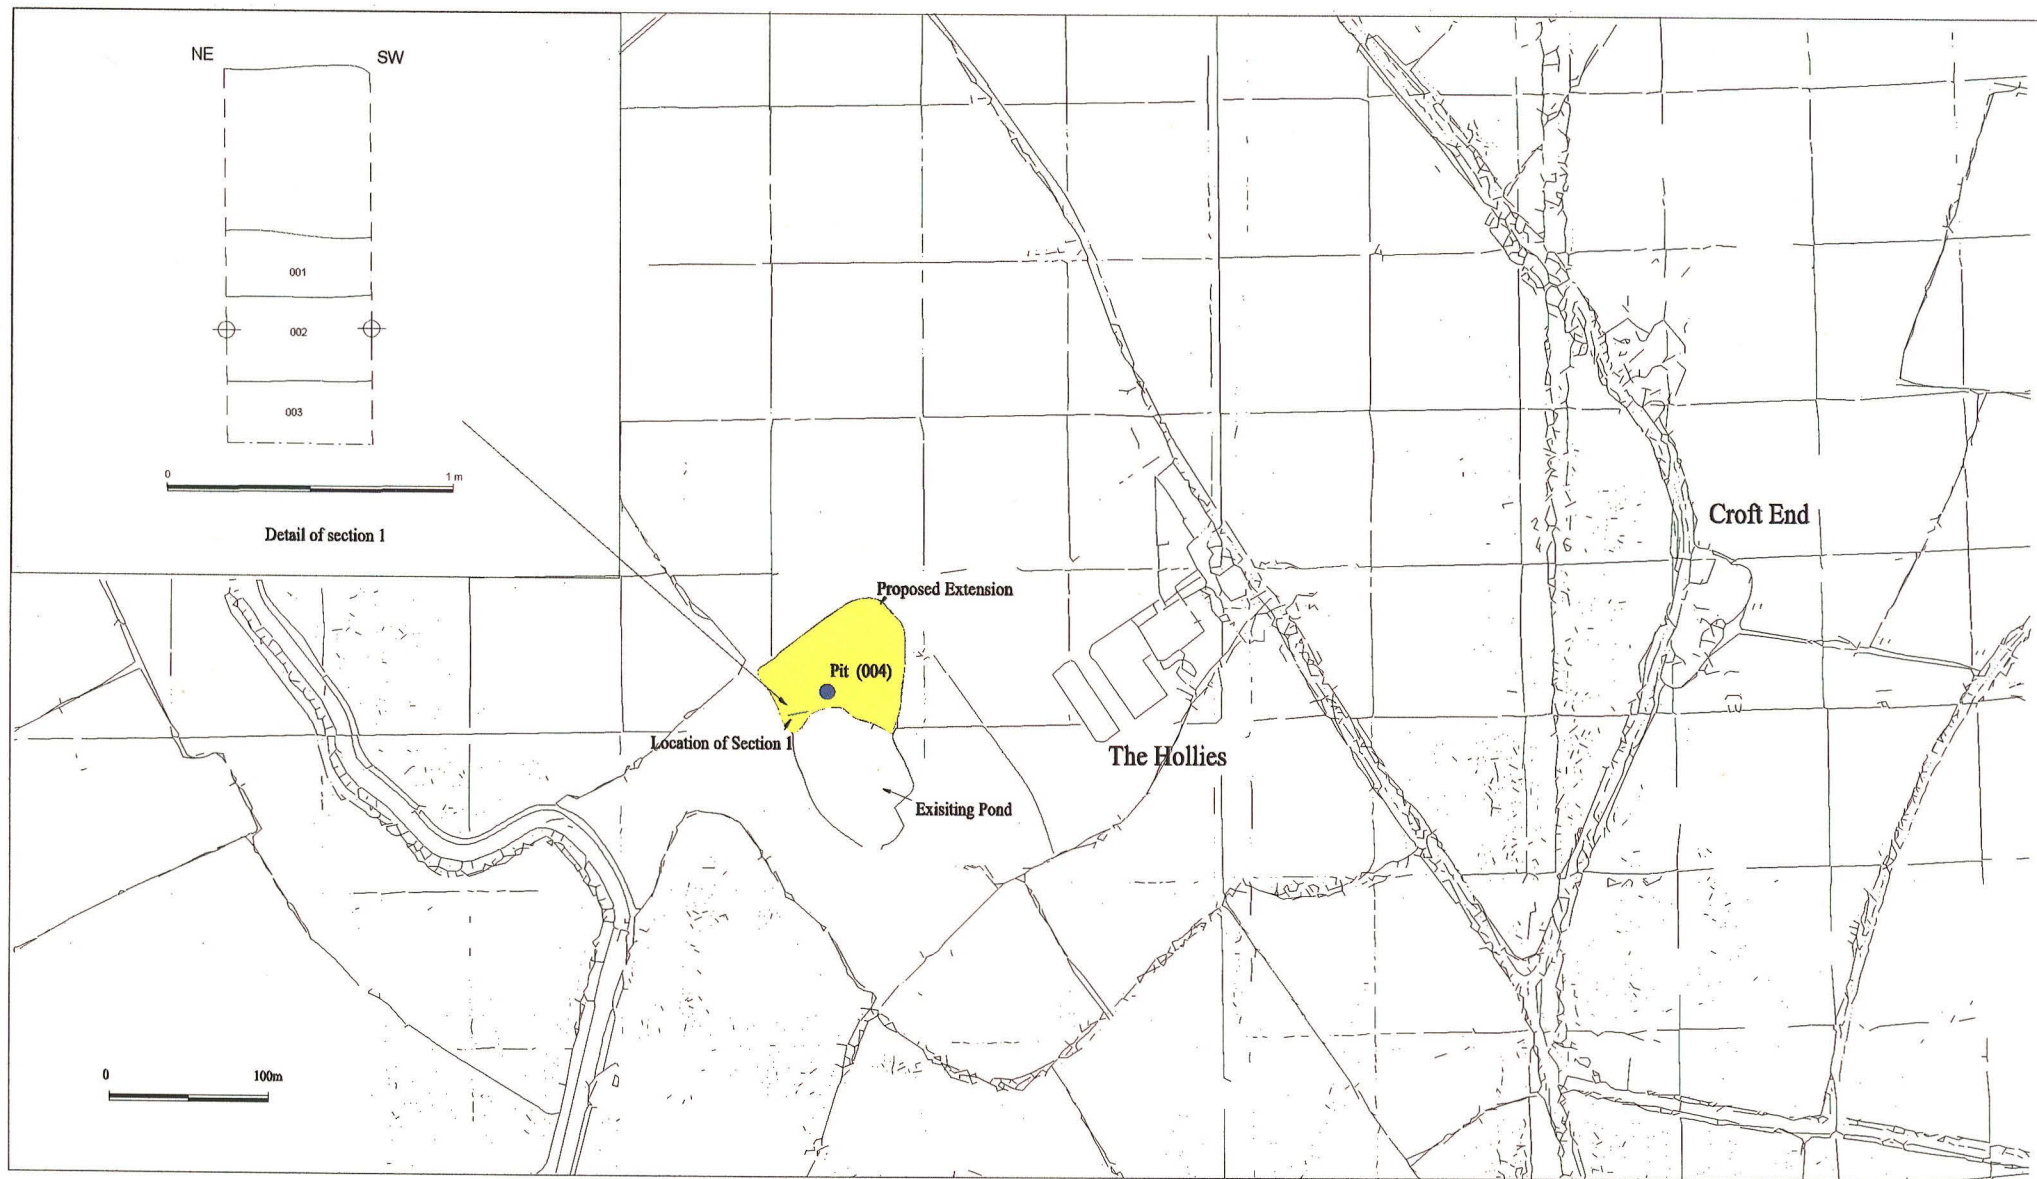 NE
SW
001
002
003
0
1 m
Detail of section 1
Croft End
Proposed Extension
Pit (004)
Location of Section 1
The Hollies
Exisiting Pond
0
100m